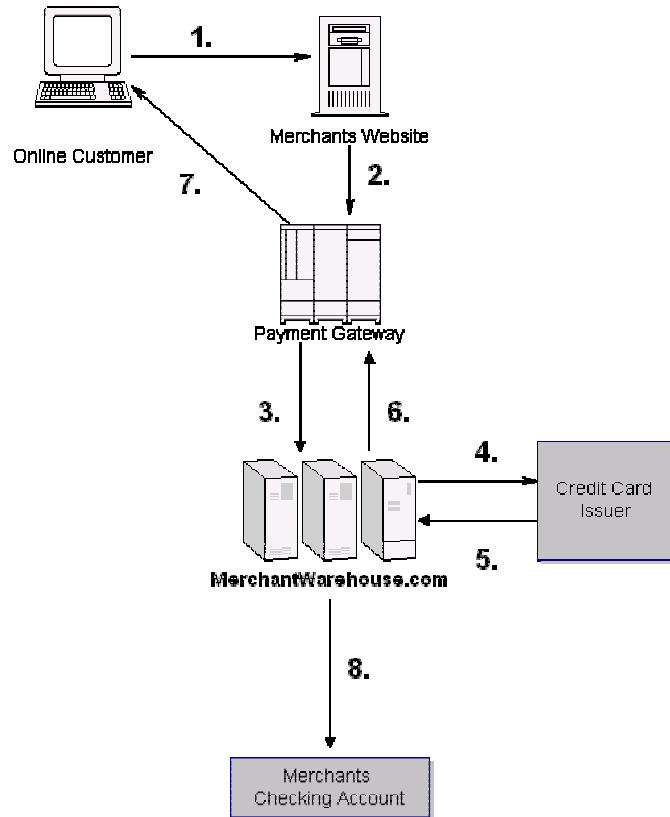 1.
Merchants Website
Online Customer
2.
7.
Payment Gateway
3.
6.
4.
Credit Card
Issuer
5.
MerchantWarehouse.com
8.
Merchants
Checking Account